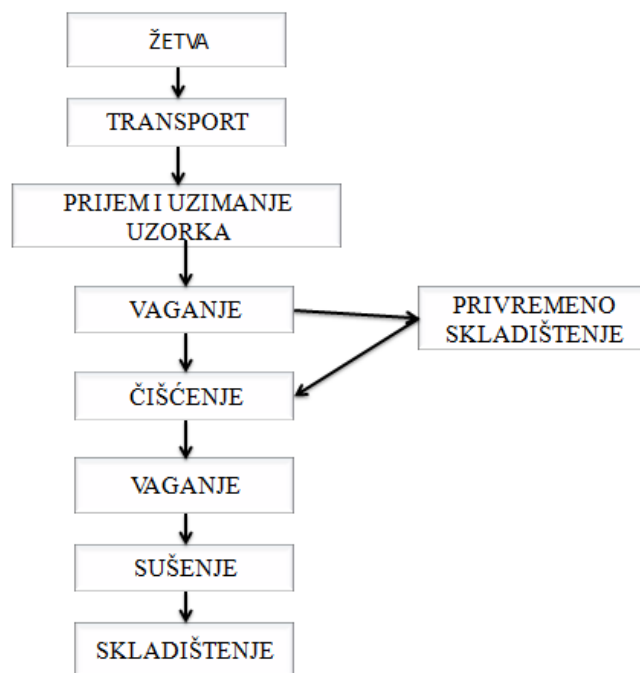 ŽETVA
TRANSPORT
PRIJEM I UZIMANJE
UZORKA
VAGANJE
PRIVREMENO
SKLADIŠTENJE
ČIŠĆENJE
VAGANJE
SUŠENJE
SKLADIŠTENJE